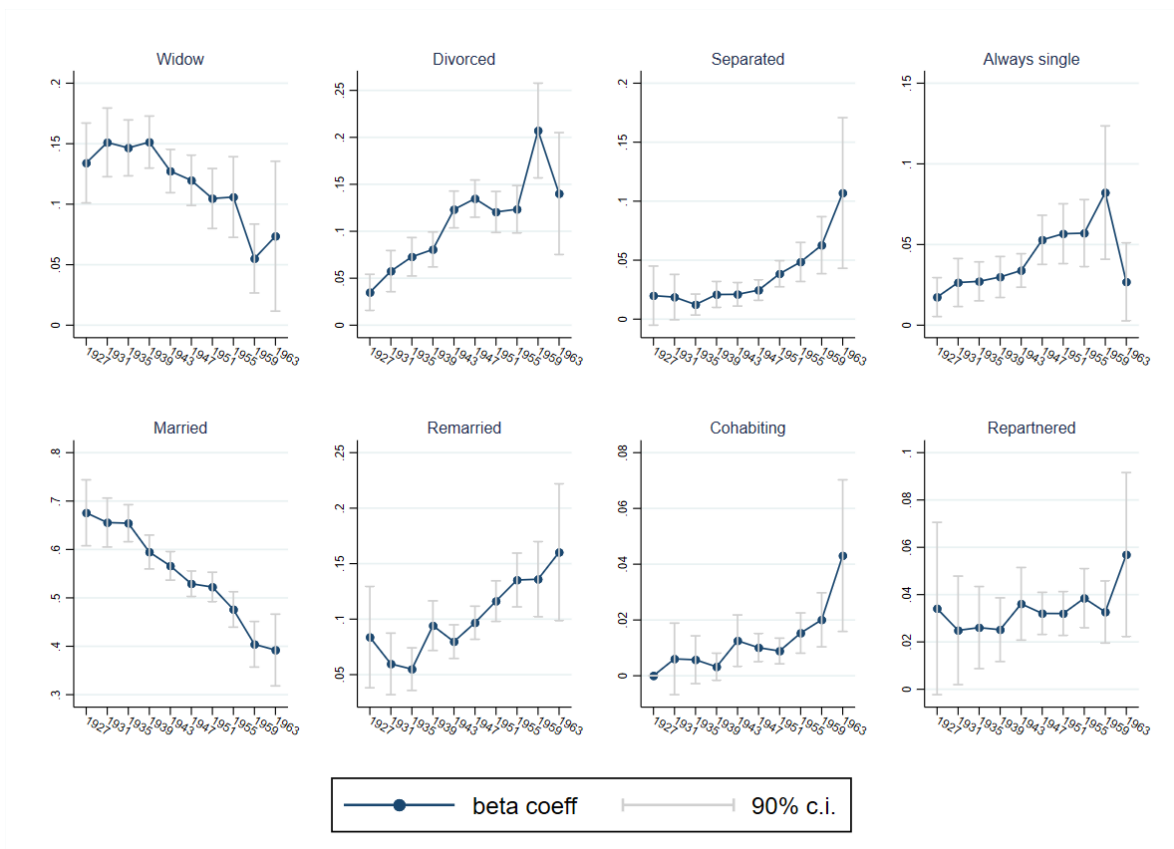 Widow Divorced Separated Always single
.2 .15 .1 .05 0
.25 .2 .15 .1 .05 0
.2 .15 .1 .05 0
.15 .1 .05 0
1927 1931 1935 1939 1943 1947 1951 1955 1959 1963
1927 1931 1935 1939 1943 1947 1951 1955 1959 1963
1927 1931 1935 1939 1943 1947 1951 1955 1959 1963
1927 1931 1935 1939 1943 1947 1951 1955 1959 1963
Married Remarried Cohabiting Repartnered
.8 .7 .6 .5 .4 .3
.25 .2 .15 .1 .05
.08 .06 .04 .02 0
.1 .08 .06 .04 .02 0
1927 1931 1935 1939 1943 1947 1951 1955 1959 1963
1927 1931 1935 1939 1943 1947 1951 1955 1959 1963
1927 1931 1935 1939 1943 1947 1951 1955 1959 1963
1927 1931 1935 1939 1943 1947 1951 1955 1959 1963
beta coeff 90% c.i.